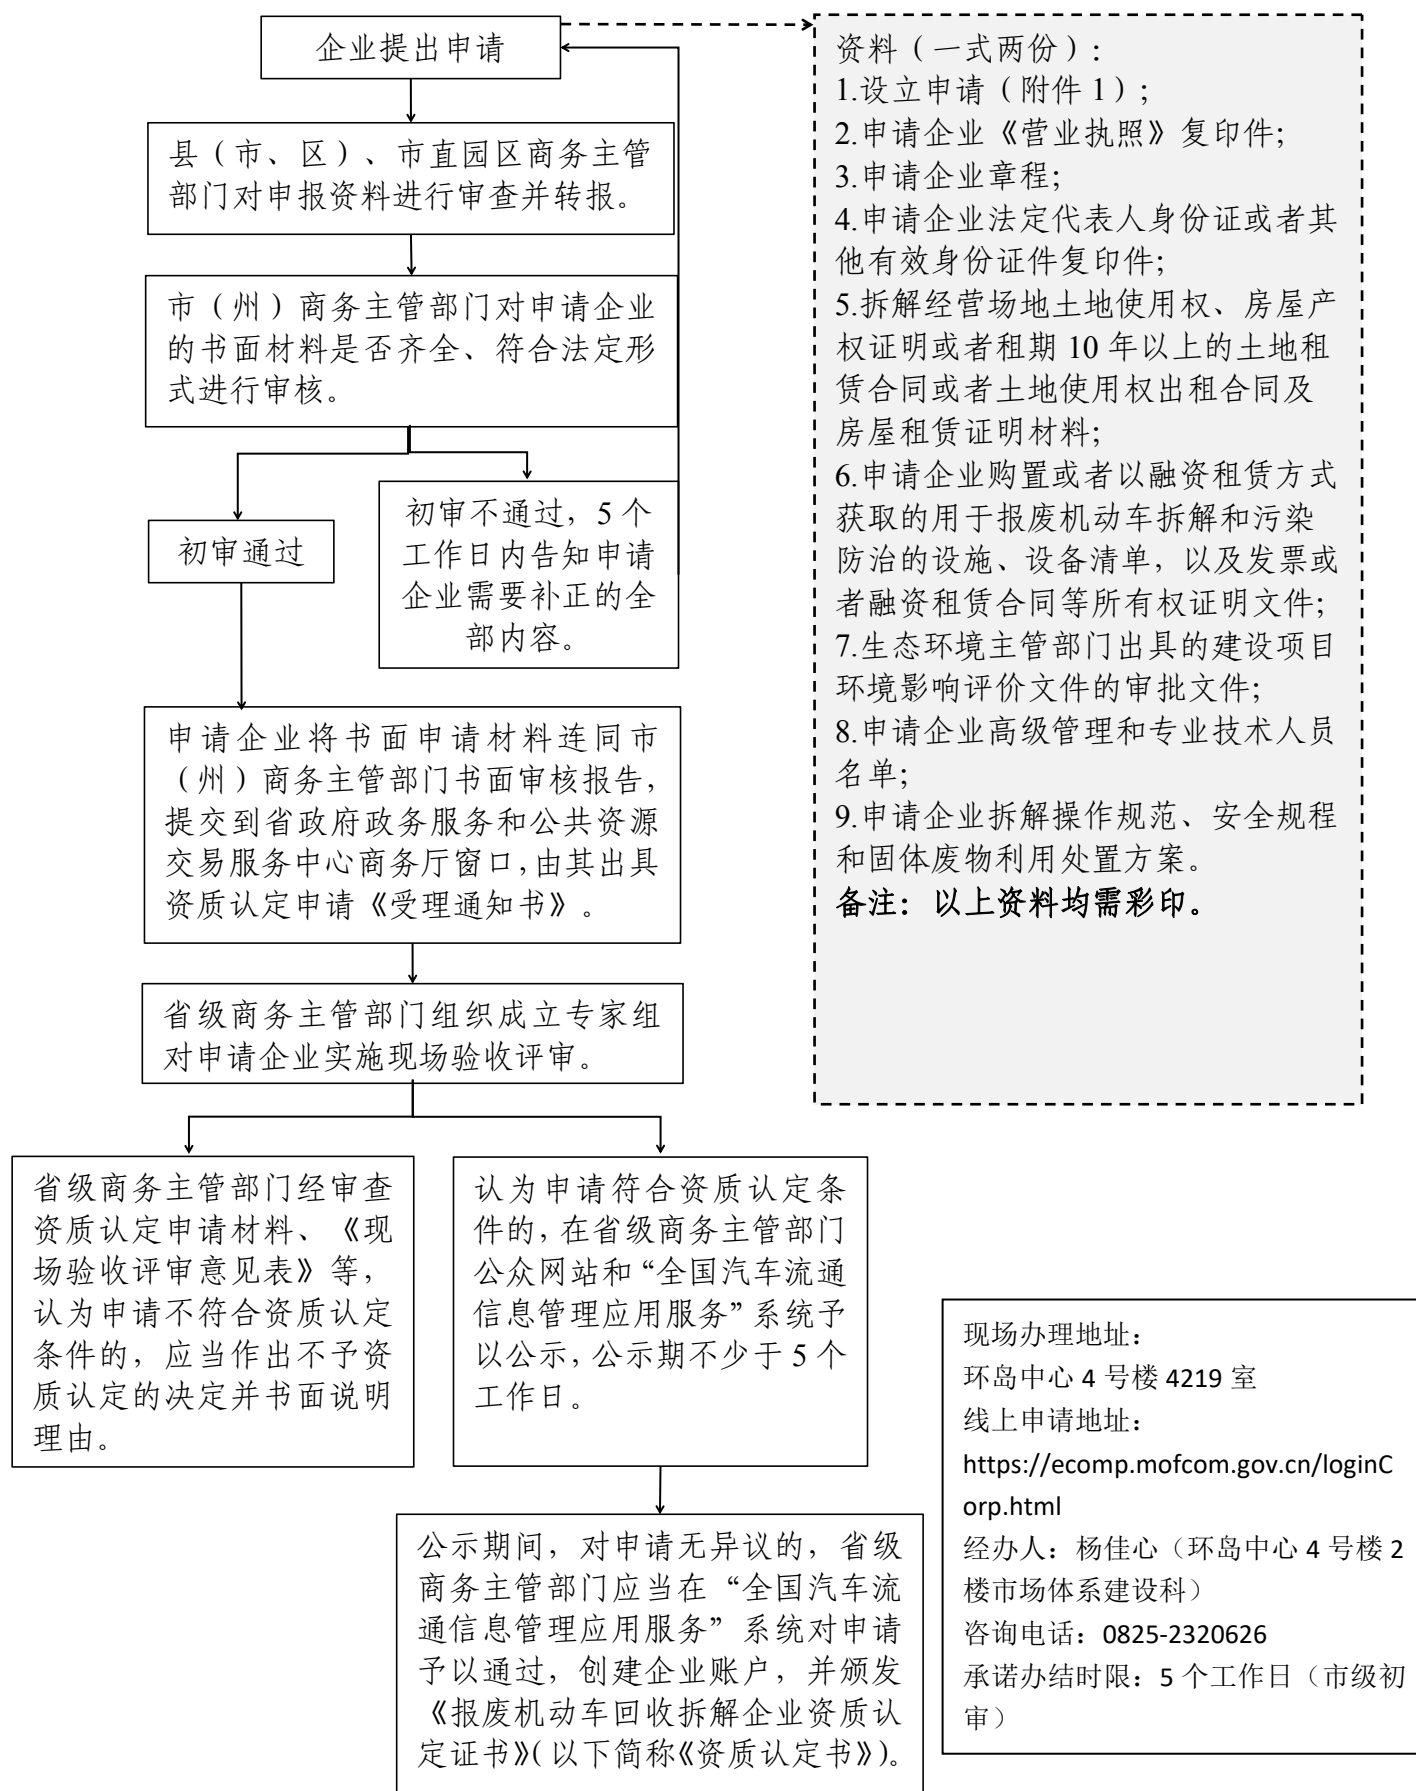 企业提出申请
县（市、区）、市直园区商务主管
部门对申报资料进行审查并转报。
市（州）商务主管部门对申请企业
的书面材料是否齐全、符合法定形
式进行审核。
初审通过
初审不通过，5 个
工作日内告知申请
企业需要补正的全
部内容。
申请企业将书面申请材料连同市
（州）商务主管部门书面审核报告，
提交到省政府政务服务和公共资源
交易服务中心商务厅窗口，由其出具
资质认定申请《受理通知书》。
省级商务主管部门组织成立专家组
对申请企业实施现场验收评审。
省级商务主管部门经审查
资质认定申请材料、《现
场验收评审意见表》等，
认为申请不符合资质认定
条件的，应当作出不予资
质认定的决定并书面说明
理由。
认为申请符合资质认定条
件的，在省级商务主管部门
公众网站和“全国汽车流通
信息管理应用服务”系统予
以公示，公示期不少于 5 个
工作日。
公示期间，对申请无异议的，省级
商务主管部门应当在“全国汽车流
通信息管理应用服务”系统对申请
予以通过，创建企业账户，并颁发
《报废机动车回收拆解企业资质认
定证书》（以下简称《资质认定书》）。
资料（一式两份）：
1.设立申请（附件 1）；
2.申请企业《营业执照》复印件；
3.申请企业章程；
4.申请企业法定代表人身份证或者其
他有效身份证件复印件；
5.拆解经营场地土地使用权、房屋产
权证明或者租期 10 年以上的土地租
赁合同或者土地使用权出租合同及
房屋租赁证明材料；
6.申请企业购置或者以融资租赁方式
获取的用于报废机动车拆解和污染
防治的设施、设备清单，以及发票或
者融资租赁合同等所有权证明文件；
7.生态环境主管部门出具的建设项目
环境影响评价文件的审批文件；
8.申请企业高级管理和专业技术人员
名单；
9.申请企业拆解操作规范、安全规程
和固体废物利用处置方案。
备注：以上资料均需彩印。
现场办理地址：
环岛中心 4 号楼 4219 室
线上申请地址：
https://ecomp.mofcom.gov.cn/loginC
orp.html
经办人：杨佳心（环岛中心 4 号楼 2
楼市场体系建设科）
咨询电话：0825-2320626
承诺办结时限：5 个工作日（市级初
审）